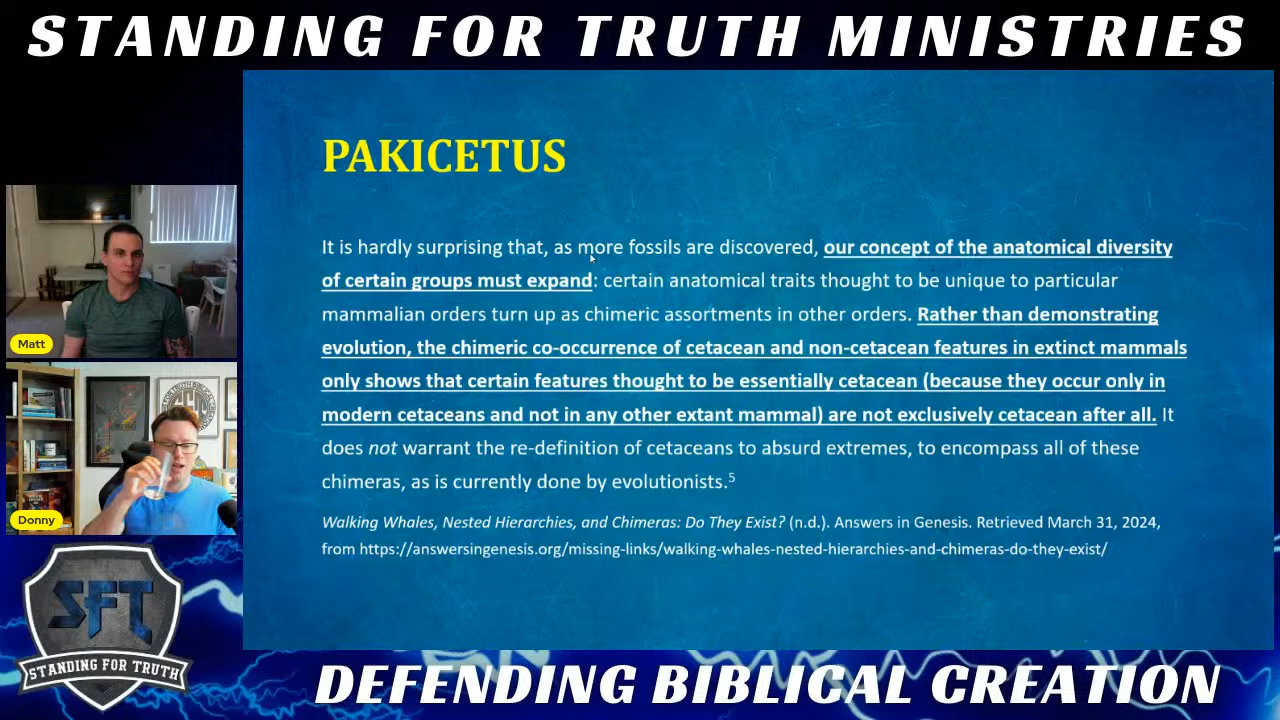 STANDING FOR TRUTH MINISTRIES
PAKICETUS
It is hardly surprising that, as more fossils are discovered, our concept of the anatomical diversity
of certain groups must expand: certain anatomical traits thought to be unique to particular
mammalian orders turn up as chimeric assortments in other orders. Rather than demonstrating
evolution, the chimeric co-occurrence of cetacean and non-cetacean features in extinct mammals
only shows that certain features thought to be essentially cetacean (because they occur only in
modern cetaceans and not in any other extant mammal) are not exclusively cetacean after all. It
does not warrant the re-definition of cetaceans to absurd extremes, to encompass all of these
chimeras, as is currently done by evolutionists.5
Walking Whales, Nested Hierarchies, and Chimeras: Do They Exist? (n.d.). Answers in Genesis. Retrieved March 31, 2024,
from https://answersingenesis.org/missing-links/walking-whales-nested-hierarchies-and-chimeras-do-they-exist/
Matt
Donny
SFT
STANDING FOR TRUTH
DEFENDING BIBLICAL CREATION